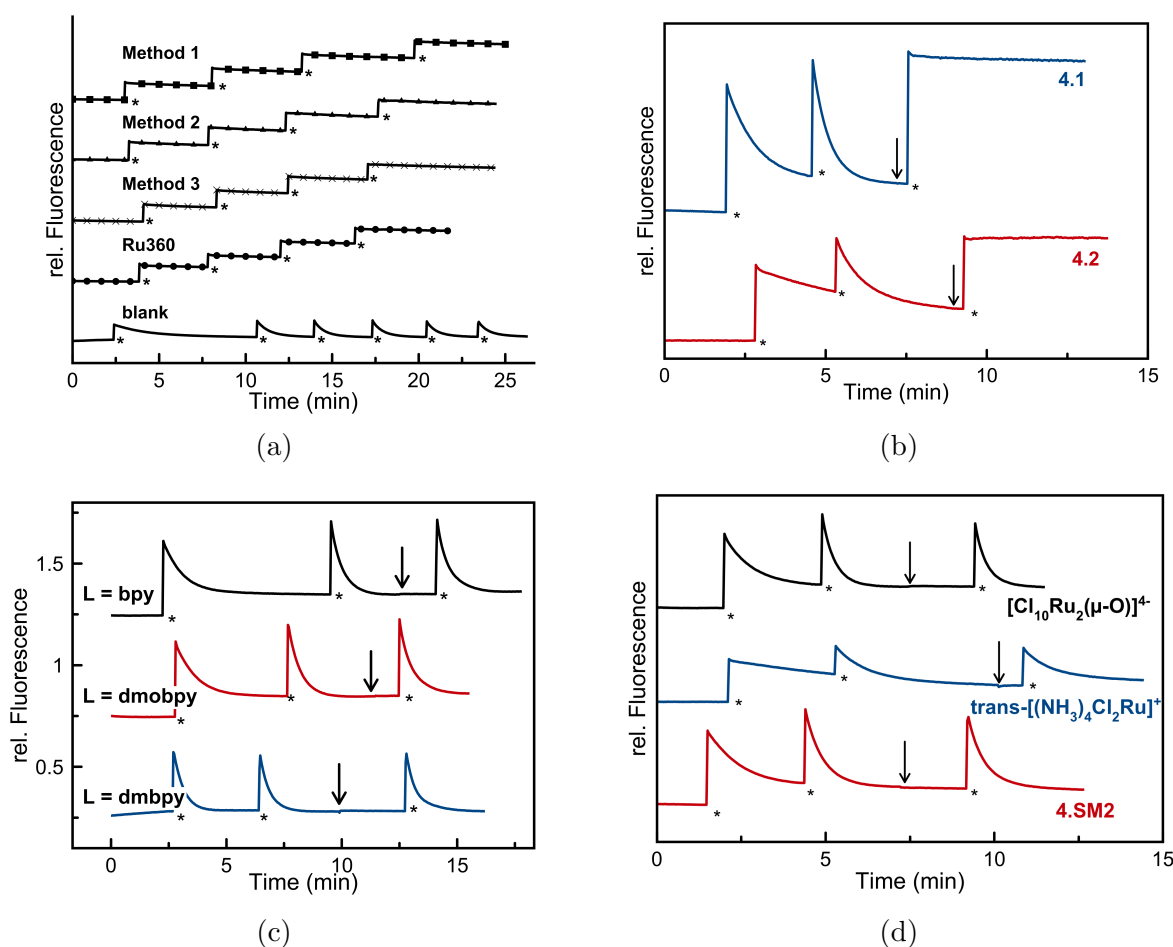 Method 1
*
*
*
*
Method 2
*
*
*
*
Method 3
*
*
*
*
Ru360
*
*
*
*
blank
*
*
*
*
*
*
rel. Fluorescence
0 5 10 15 20 25
Time (min)
(a)
4.1
*
*
*
4.2
*
*
*
rel. Fluorescence
0 5 10 15
Time (min)
(b)
1.5
1
0.5
L = bpy
*
*
*
L = dmobpy
*
*
*
L = dmbpy
*
*
*
rel. Fluorescence
0 5 10 15
Time (min)
(c)
[Cl₁₀Ru₂(μ-O)]⁴⁻
*
*
*
trans-[(NH₃)₄Cl₂Ru]⁺
*
*
*
4.SM2
*
*
*
rel. Fluorescence
0 5 10 15
Time (min)
(d)